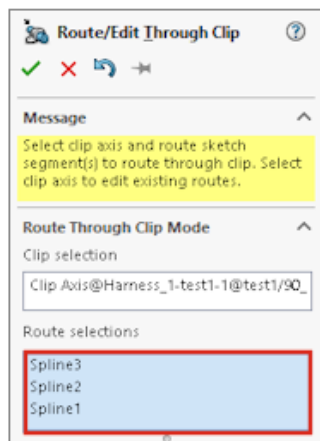 Route/Edit Through Clip
Message
Select clip axis and route sketch
segment(s) to route through clip. Select
clip axis to edit existing routes.
Route Through Clip Mode
Clip selection
Clip Axis@Harness_1-test1-1@test1/90_
Route selections
Spline3
Spline2
Spline1